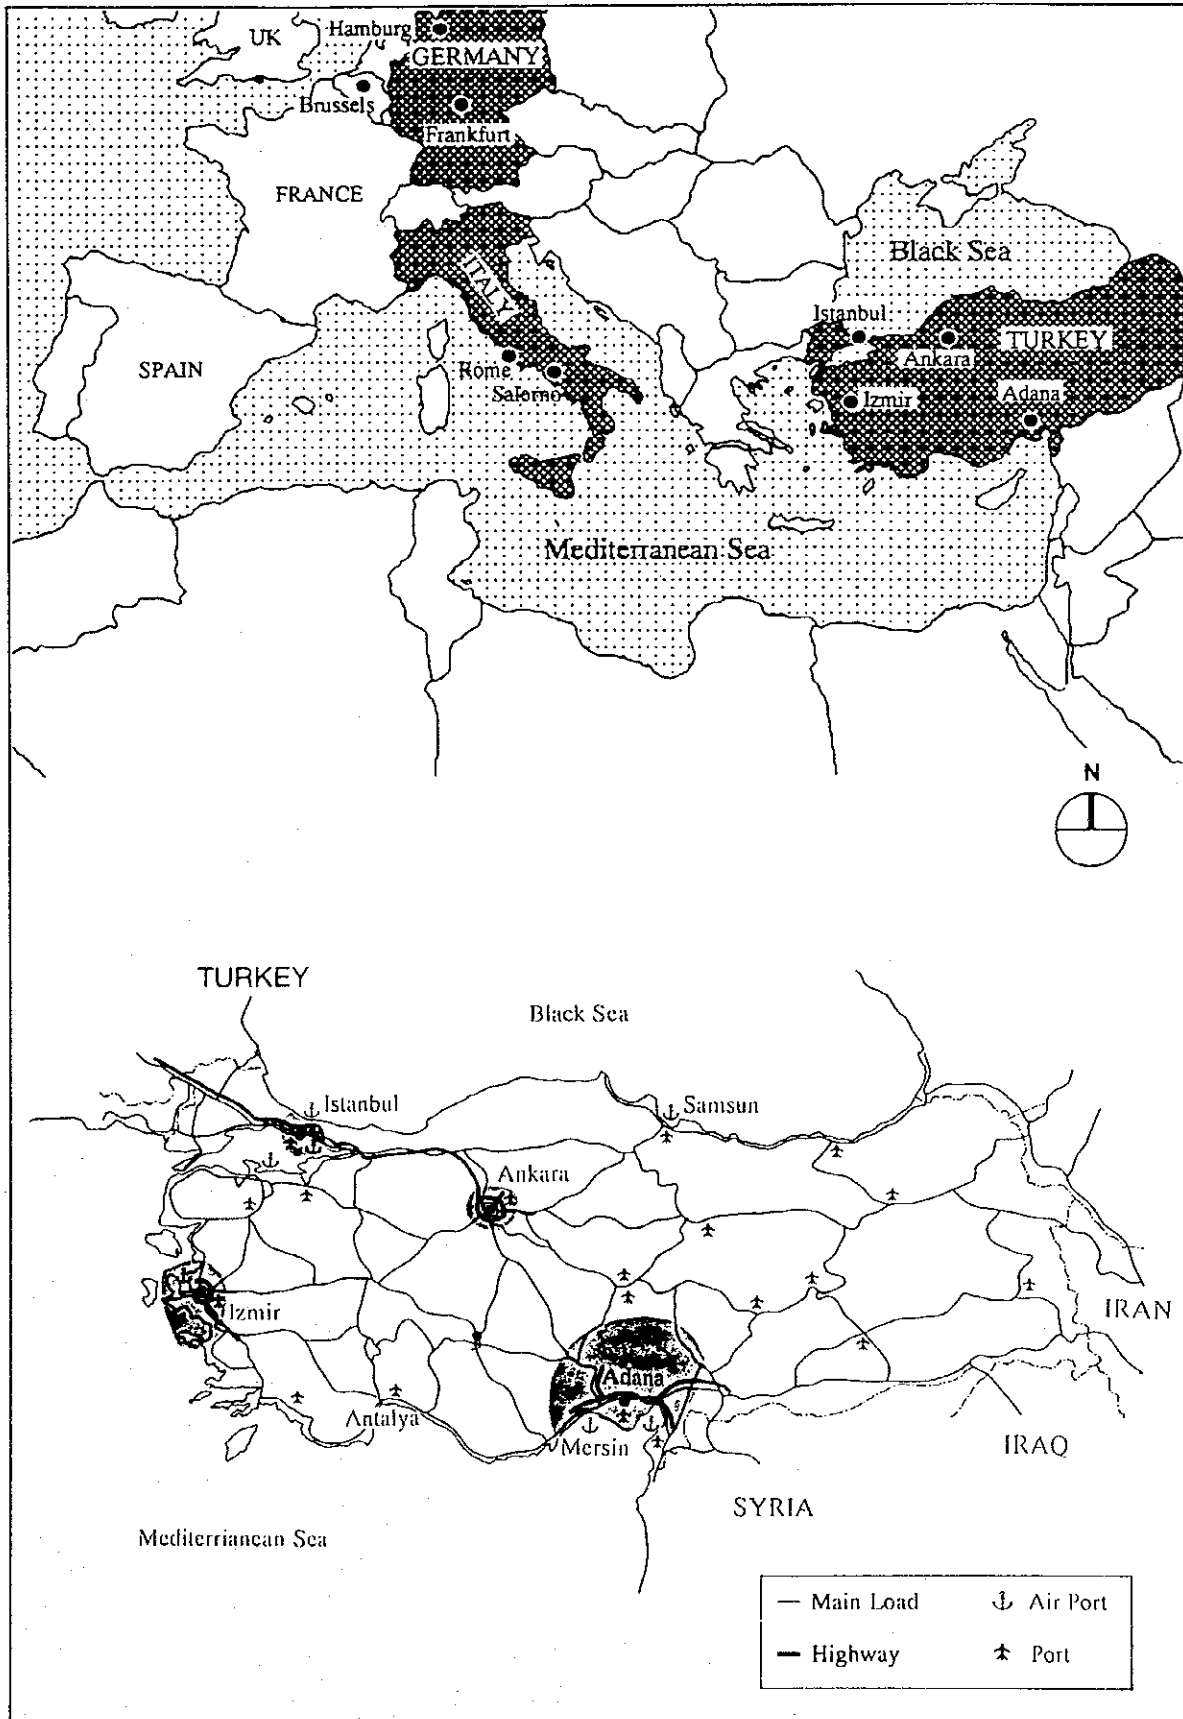 Hamburg
UK
GERMANY
Brussels
Frankfurt
FRANCE
Black Sea
ITALY
Istanbul
TURKEY
Ankara
SPAIN
Rome
Salerno
Izmir
Adana
Mediterranean Sea
N
TURKEY
Black Sea
Istanbul
Samsun
Ankara
Izmir
IRAN
Adana
Antalya
Mersin
IRAQ
SYRIA
Mediterrianean Sea
Main Load
Air Port
Highway
Port